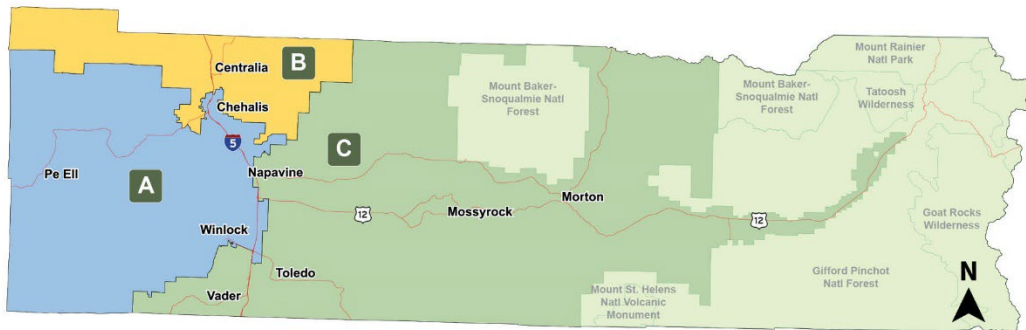 Centralia
B
Chehalis
5
C
Pe Ell
A
Napavine
Winlock
12
Mossyrock
Morton
12
Toledo
Vader
Mount Baker-
Snoqualmie Natl
Forest
Mount Baker-
Snoqualmie Natl
Forest
Mount Rainier
Natl Park
Tatoosh
Wilderness
Goat Rocks
Wilderness
Gifford Pinchot
Natl Forest
Mount St. Helens
Natl Volcanic
Monument
N